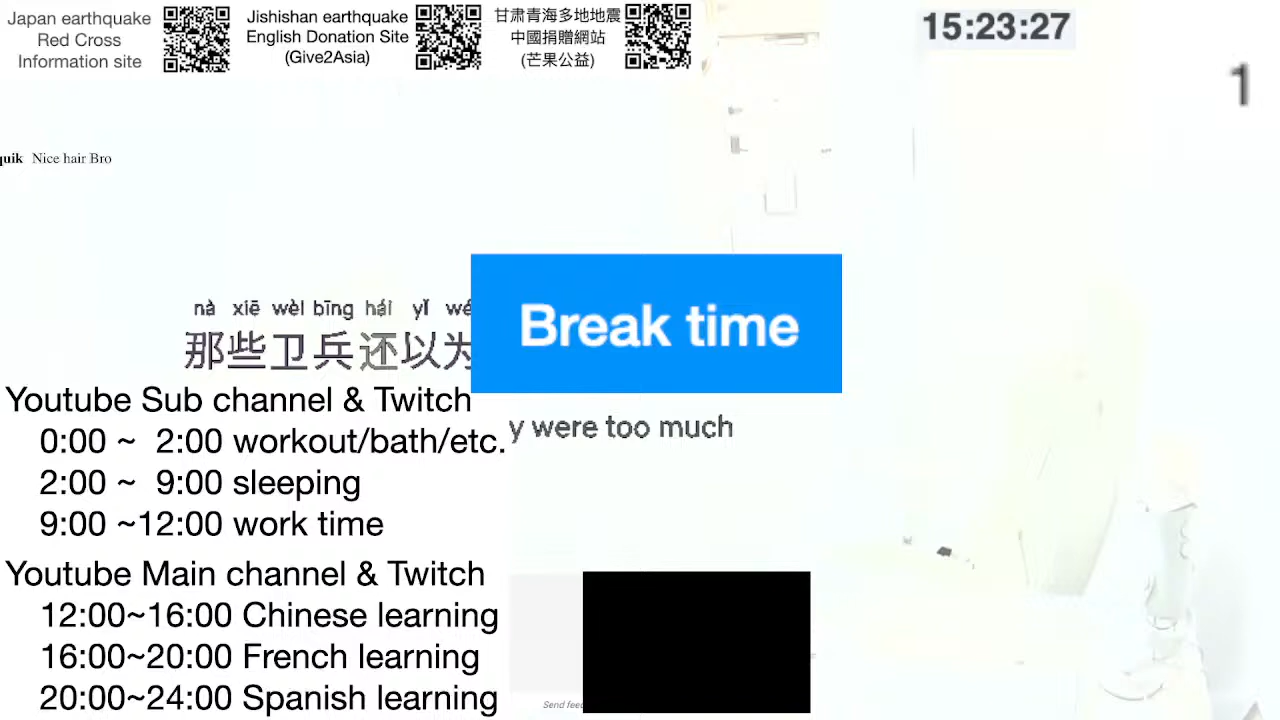 Japan earthquake
Red Cross
Information site
Jishishan earthquake
English Donation Site
(Give2Asia)
甘肃青海多地地震
中國捐贈網站
(芒果公益)
15:23:27
1
quik Nice hair Bro
nà xiē wèi bīng hái yǐ wé
那些卫兵还以为
Break time
y were too much
Youtube Sub channel & Twitch
0:00 ~ 2:00 workout/bath/etc.
2:00 ~ 9:00 sleeping
9:00 ~12:00 work time
Youtube Main channel & Twitch
12:00~16:00 Chinese learning
16:00~20:00 French learning
20:00~24:00 Spanish learning
Send fee